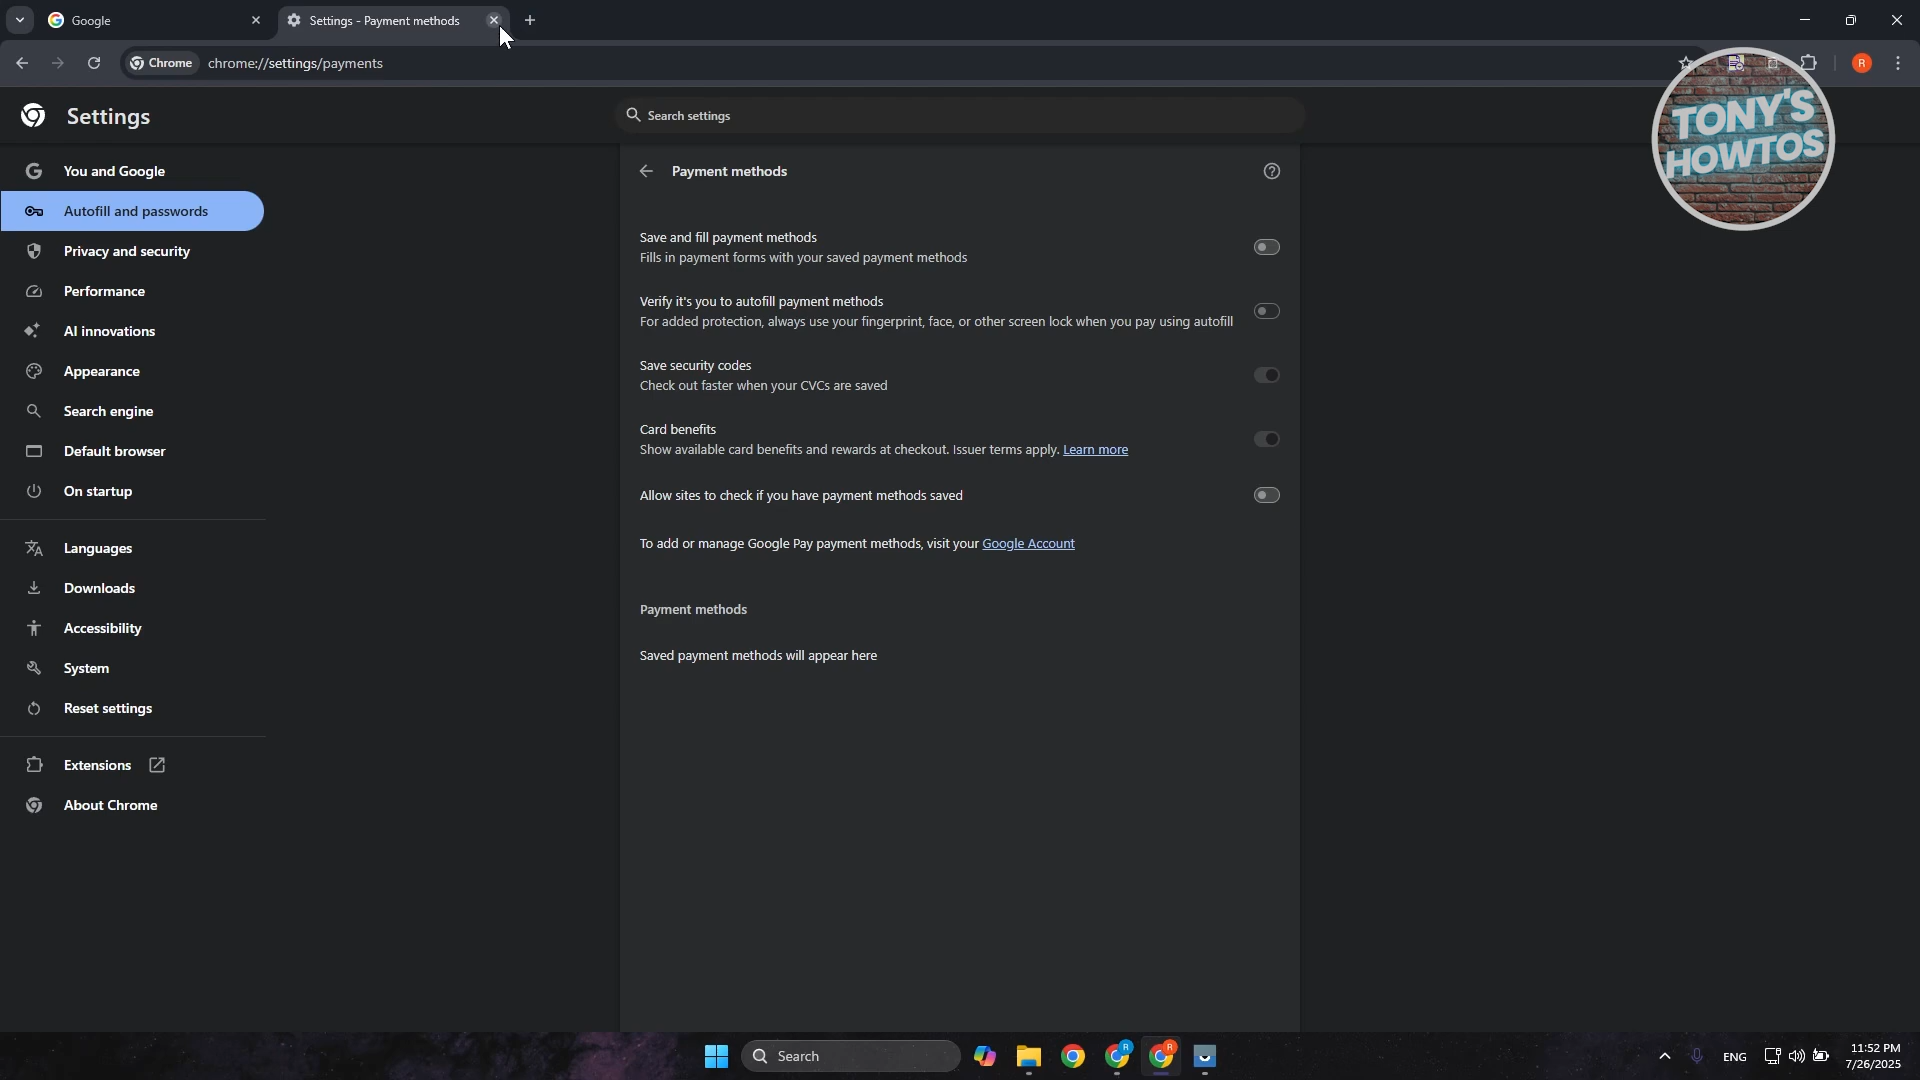 Google
Settings - Payment methods
Chrome
chrome://settings/payments
R
Settings
Search settings
TONY'S
HOWTOS
You and Google
Autofill and passwords
Privacy and security
Performance
AI innovations
Appearance
Search engine
Default browser
On startup
Languages
Downloads
Accessibility
System
Reset settings
Extensions
About Chrome
Payment methods
Save and fill payment methods
Fills in payment forms with your saved payment methods
Verify it's you to autofill payment methods
For added protection, always use your fingerprint, face, or other screen lock when you pay using autofill
Save security codes
Check out faster when your CVCs are saved
Card benefits
Show available card benefits and rewards at checkout. Issuer terms apply. Learn more
Allow sites to check if you have payment methods saved
To add or manage Google Pay payment methods, visit your Google Account
Payment methods
Saved payment methods will appear here
Search
R
R
ENG
11:52 PM
7/26/2025